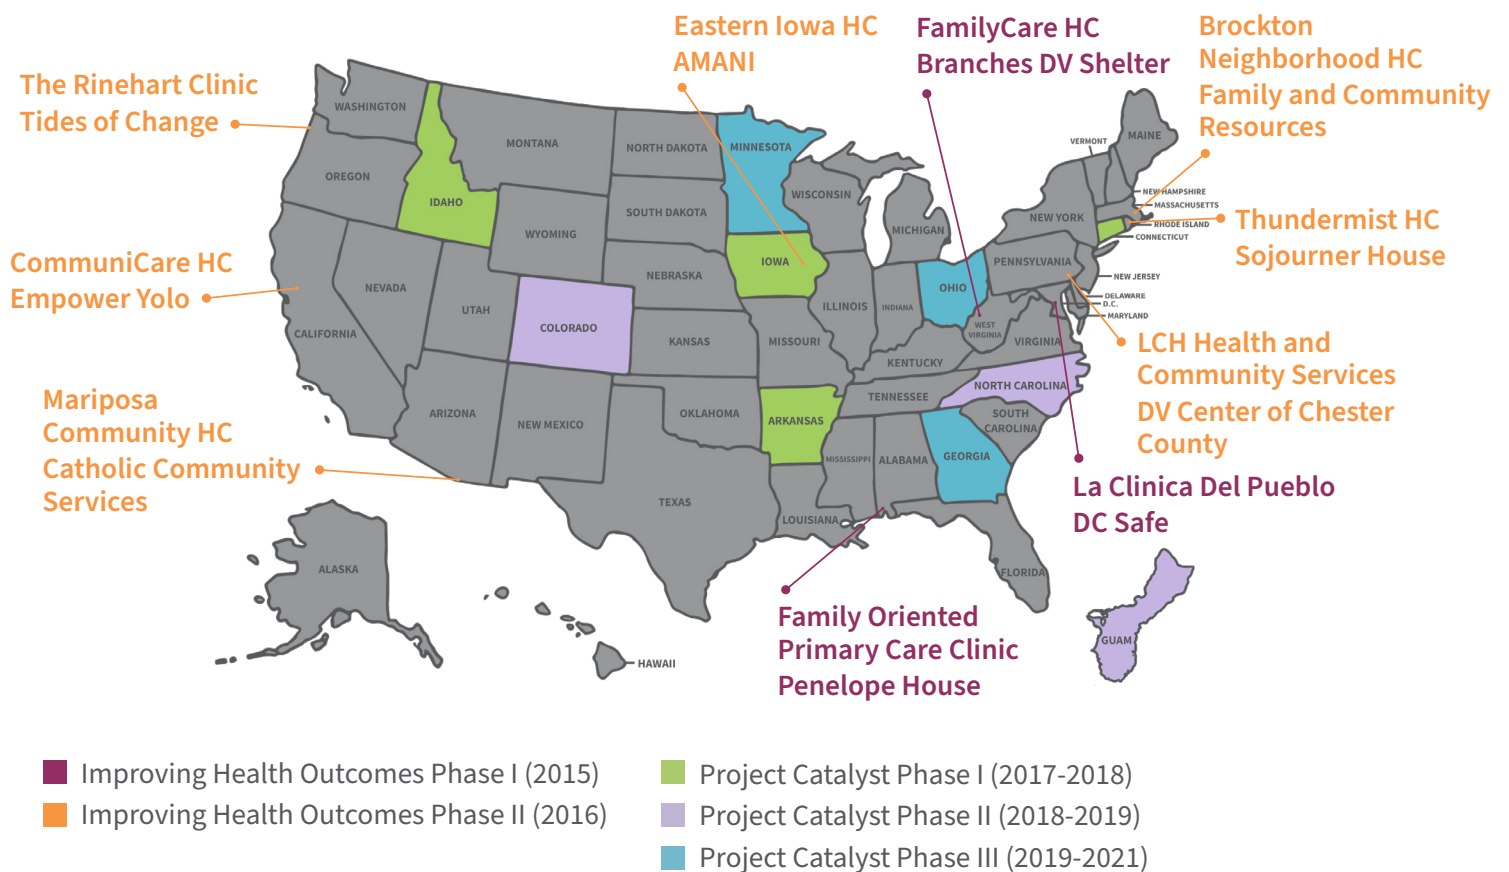 Eastern Iowa HC
AMANI
FamilyCare HC
Branches DV Shelter
Brockton
Neighborhood HC
Family and Community
Resources
The Rinehart Clinic
Tides of Change
Thundermist HC
Sojourner House
CommuniCare HC
Empower Yolo
LCH Health and
Community Services
DV Center of Chester
County
Mariposa
Community HC
Catholic Community
Services
La Clinica Del Pueblo
DC Safe
Family Oriented
Primary Care Clinic
Penelope House
WASHINGTON
OREGON
IDAHO
MONTANA
NORTH DAKOTA
MINNESOTA
WISCONSIN
MICHIGAN
SOUTH DAKOTA
WYOMING
NEBRASKA
IOWA
NEVADA
UTAH
COLORADO
CALIFORNIA
KANSAS
MISSOURI
ILLINOIS
INDIANA
OHIO
WEST
VIRGINIA
VIRGINIA
KENTUCKY
TENNESSEE
NORTH CAROLINA
SOUTH
CAROLINA
ARIZONA
NEW MEXICO
OKLAHOMA
ARKANSAS
MISSISSIPPI
ALABAMA
GEORGIA
TEXAS
LOUISIANA
FLORIDA
ALASKA
HAWAII
GUAM
VERMONT
MAINE
NEW HAMPSHIRE
MASSACHUSETTS
NEW YORK
RHODE ISLAND
CONNECTICUT
PENNSYLVANIA
NEW JERSEY
DELAWARE
D.C.
MARYLAND
Improving Health Outcomes Phase I (2015)
Improving Health Outcomes Phase II (2016)
Project Catalyst Phase I (2017-2018)
Project Catalyst Phase II (2018-2019)
Project Catalyst Phase III (2019-2021)